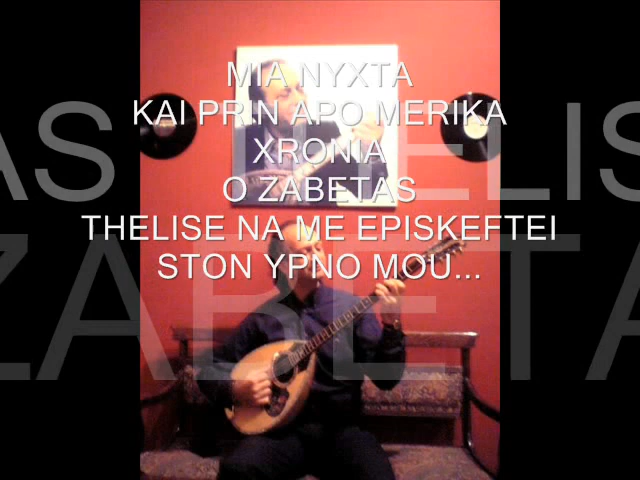 MIA NYXTA
KAI PRIN APO MERIKA
XRONIA
O ZABETAS
THELISE NA ME EPISKEFTEI
STON YPNO MOU...